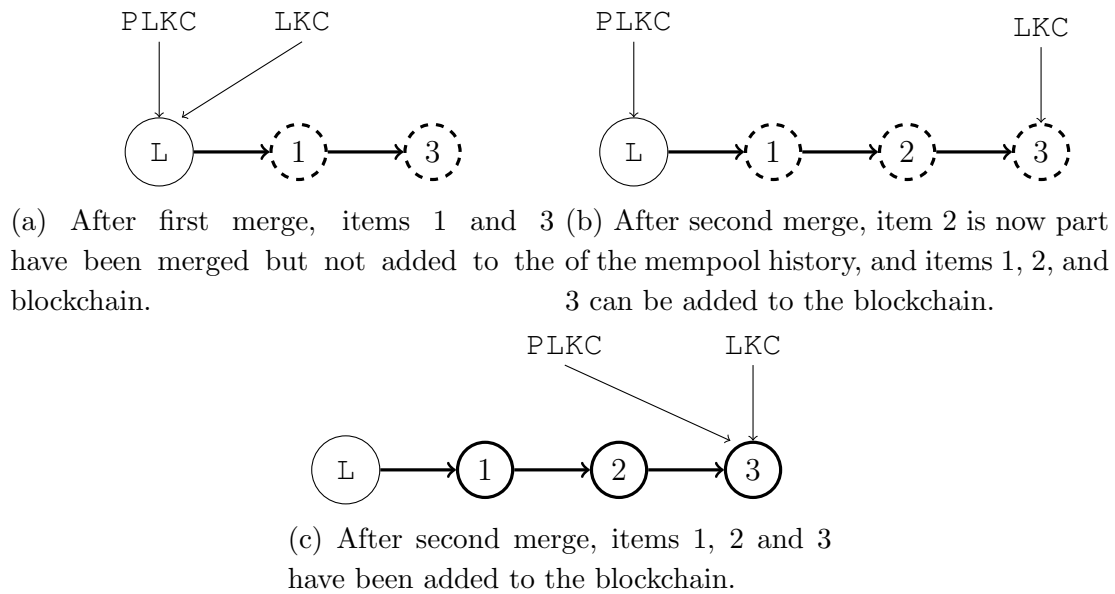 PLKC LKC
L 1 3
(a) After first merge, items 1 and 3
have been merged but not added to the
blockchain.
PLKC LKC
L 1 2 3
(b) After second merge, item 2 is now part
of the mempool history, and items 1, 2, and
3 can be added to the blockchain.
PLKC LKC
L 1 2 3
(c) After second merge, items 1, 2 and 3
have been added to the blockchain.